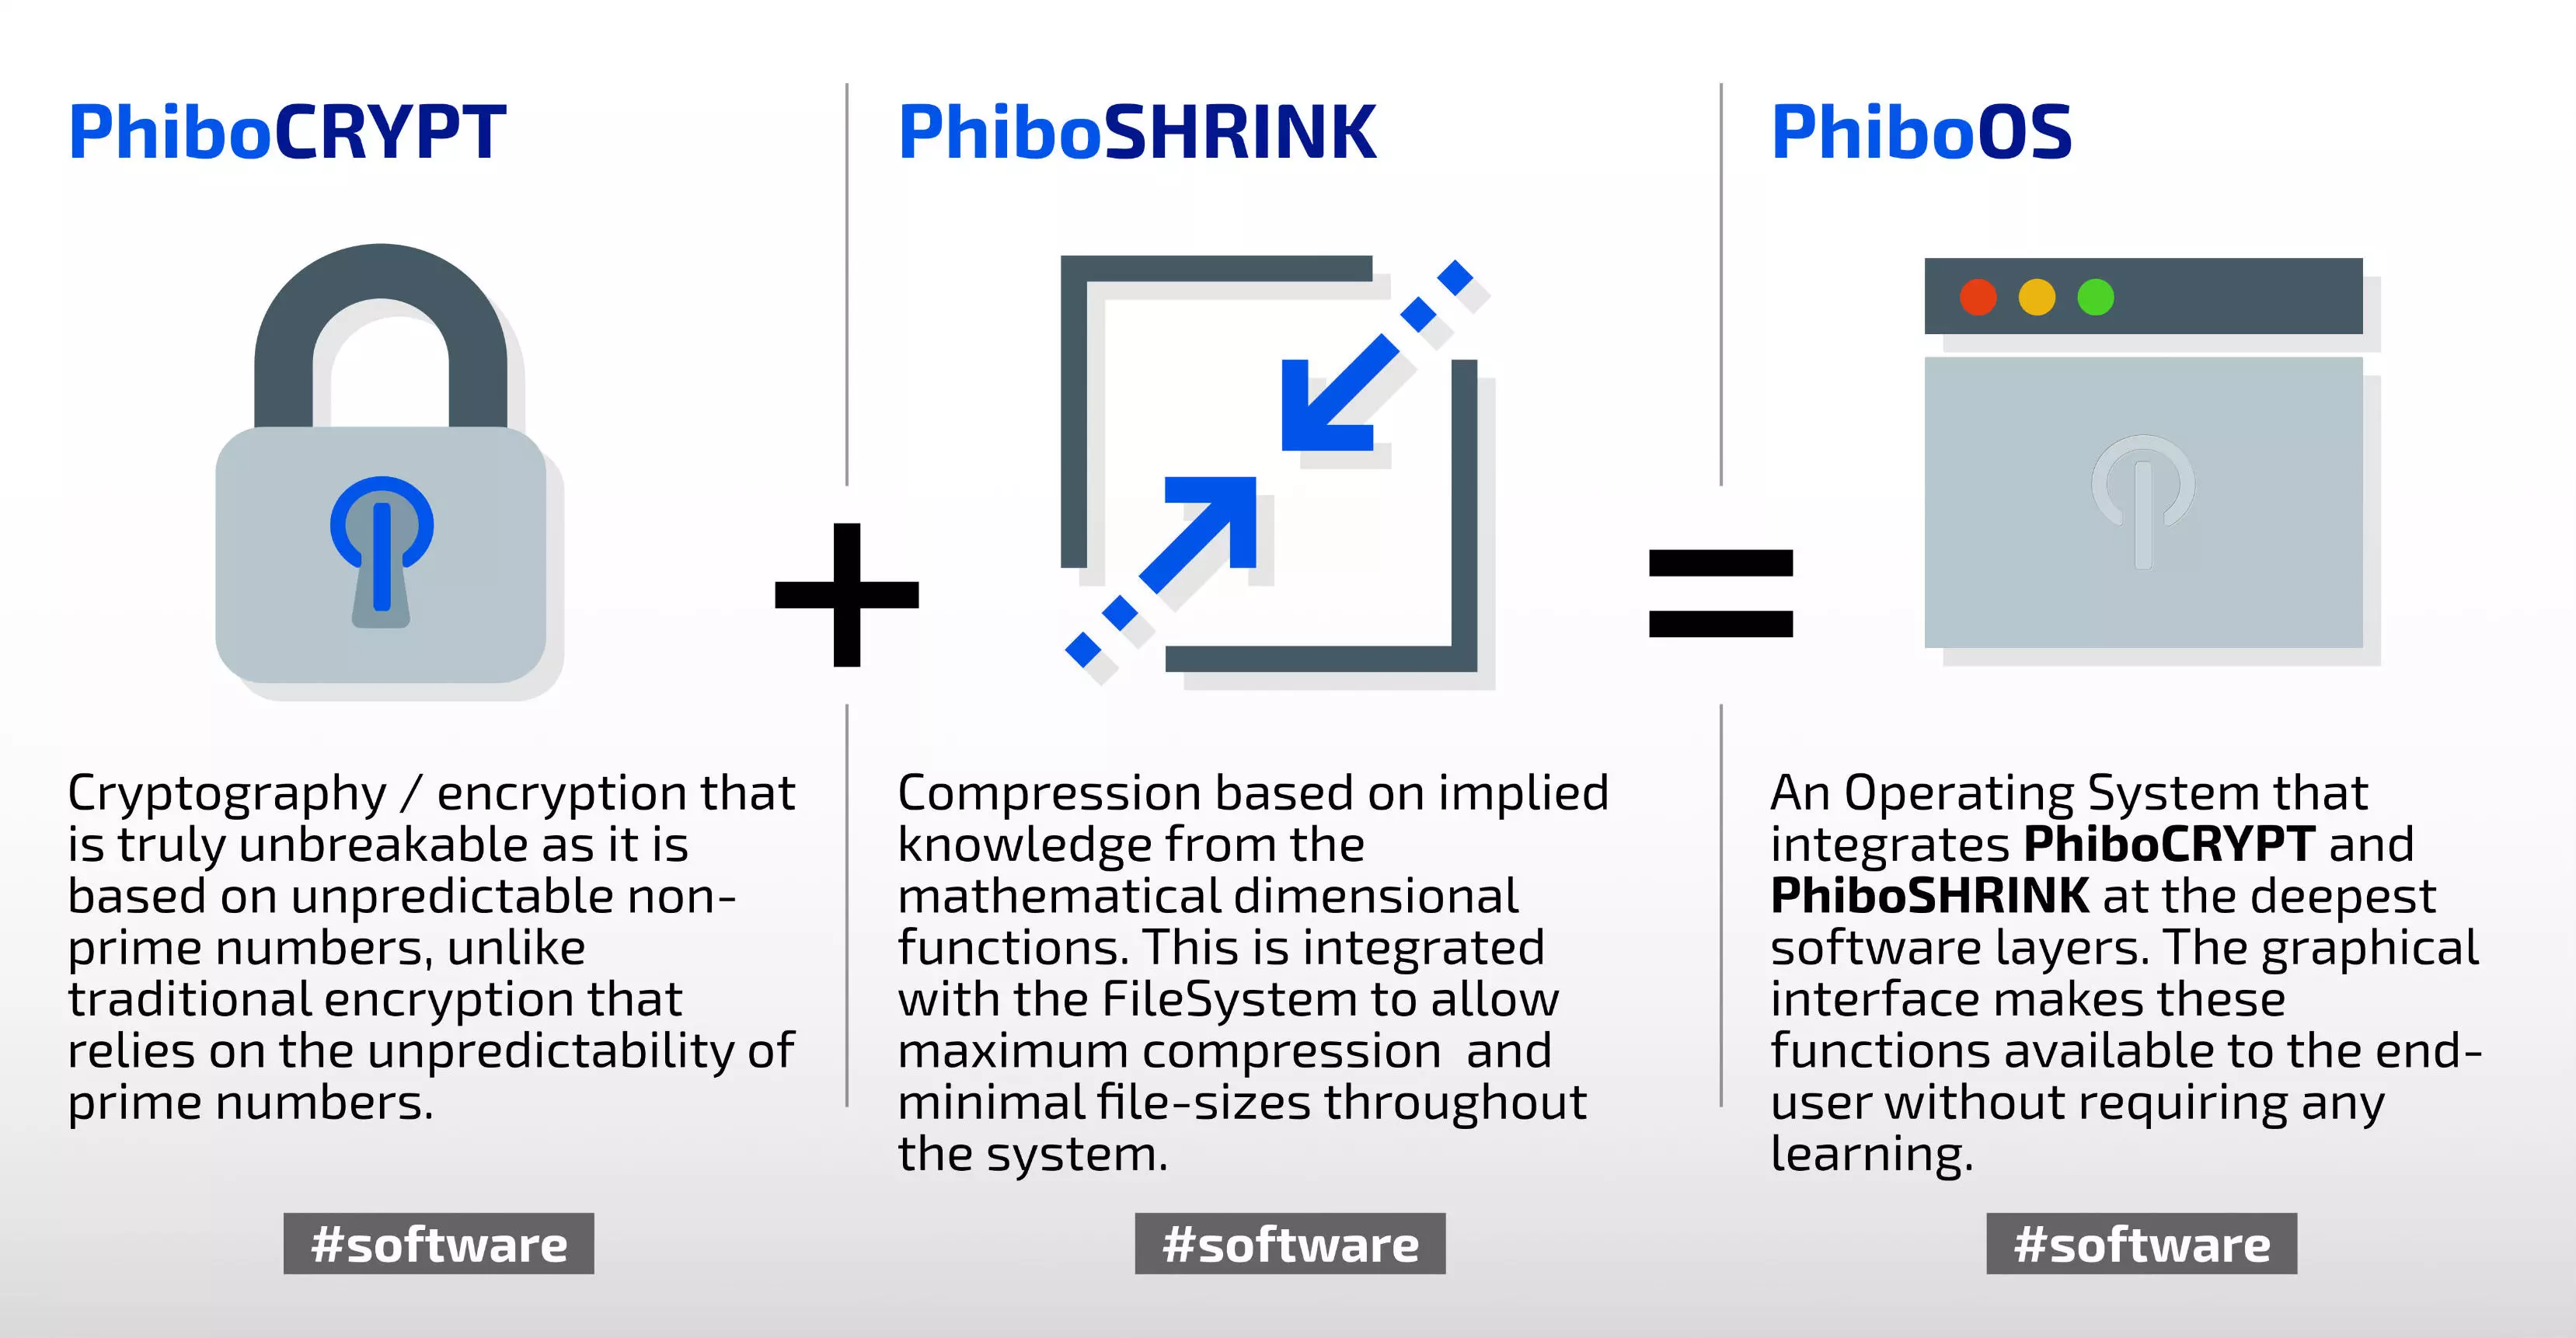 PhiboCRYPT
Cryptography / encryption that
is truly unbreakable as it is
based on unpredictable non-
prime numbers, unlike
traditional encryption that
relies on the unpredictability of
prime numbers.
#software
+
PhiboSHRINK
Compression based on implied
knowledge from the
mathematical dimensional
functions. This is integrated
with the FileSystem to allow
maximum compression  and
minimal file-sizes throughout
the system.
#software
=
PhiboOS
An Operating System that
integrates PhiboCRYPT and
PhiboSHRINK at the deepest
software layers. The graphical
interface makes these
functions available to the end-
user without requiring any
learning.
#software